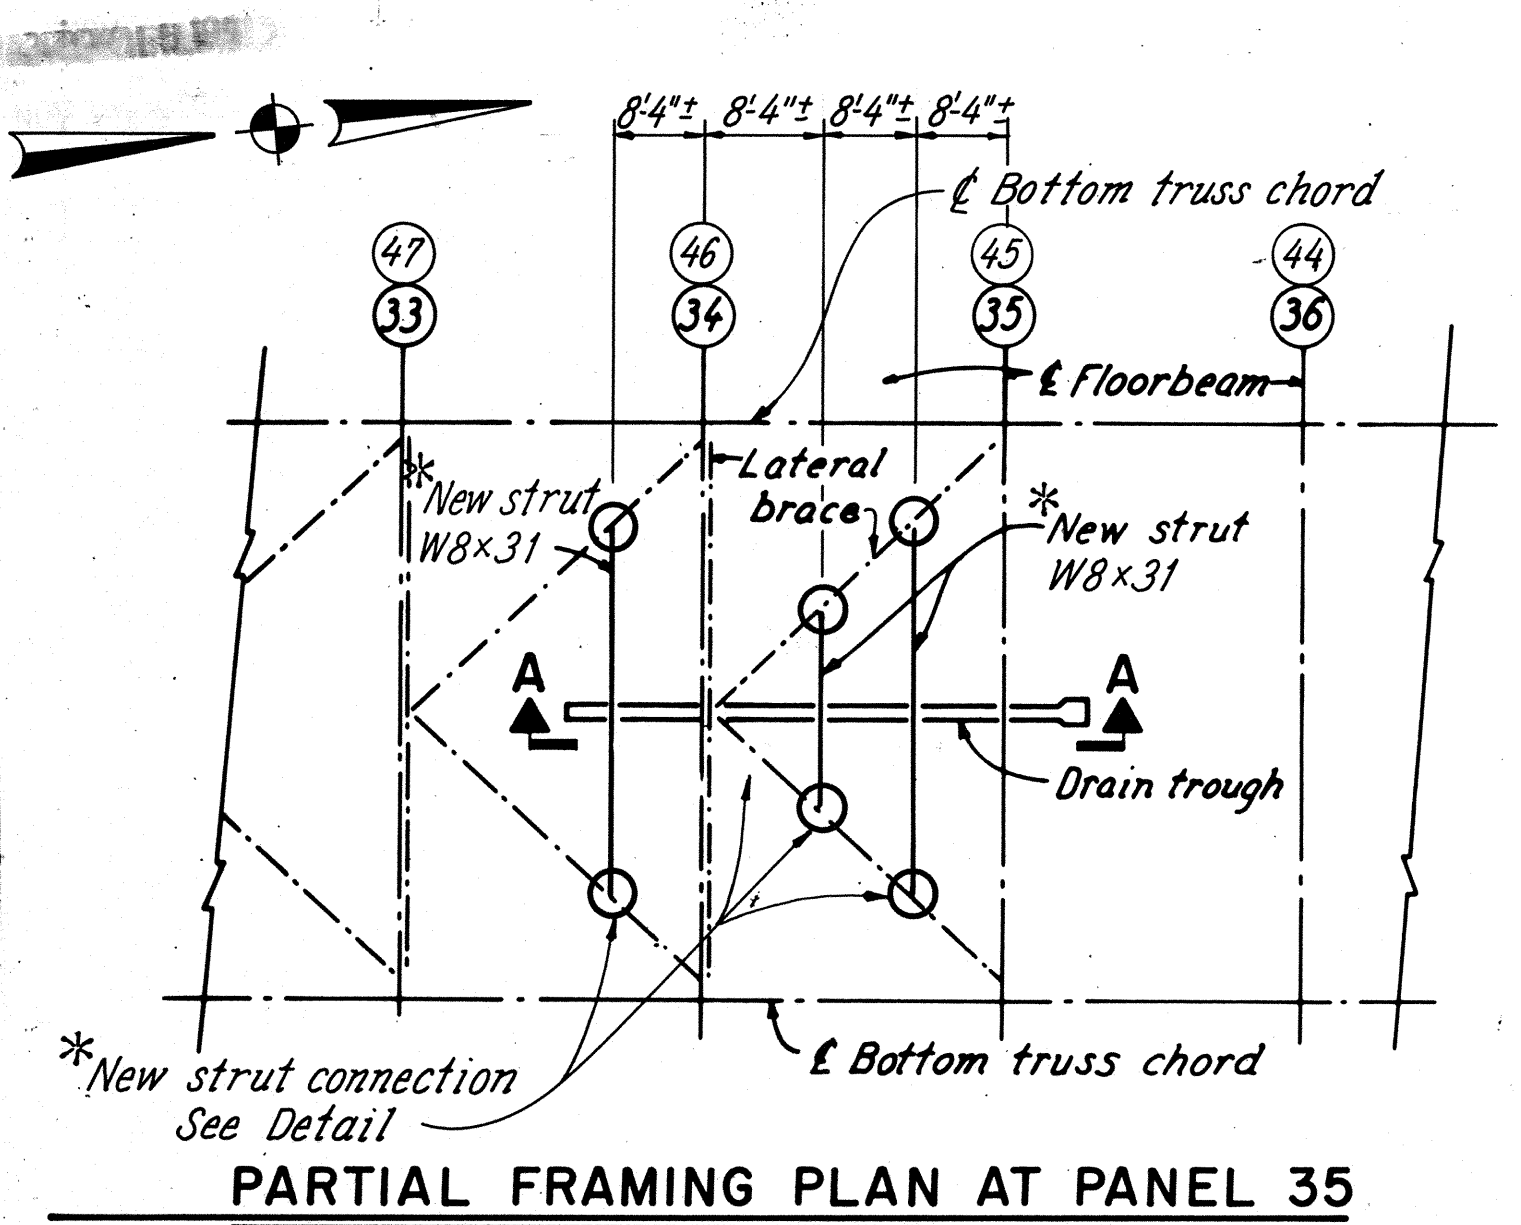 8'-4"± 8'-4"± 8'-4"± 8'-4"±
℄ Bottom truss chord
47 46 45 44
33 34 35 36
℄ Floorbeam
Lateral
brace
*
New strut
W8×31
*
New strut
W8×31
A A
Drain trough
℄ Bottom truss chord
*New strut connection
See Detail
PARTIAL FRAMING PLAN AT PANEL 35